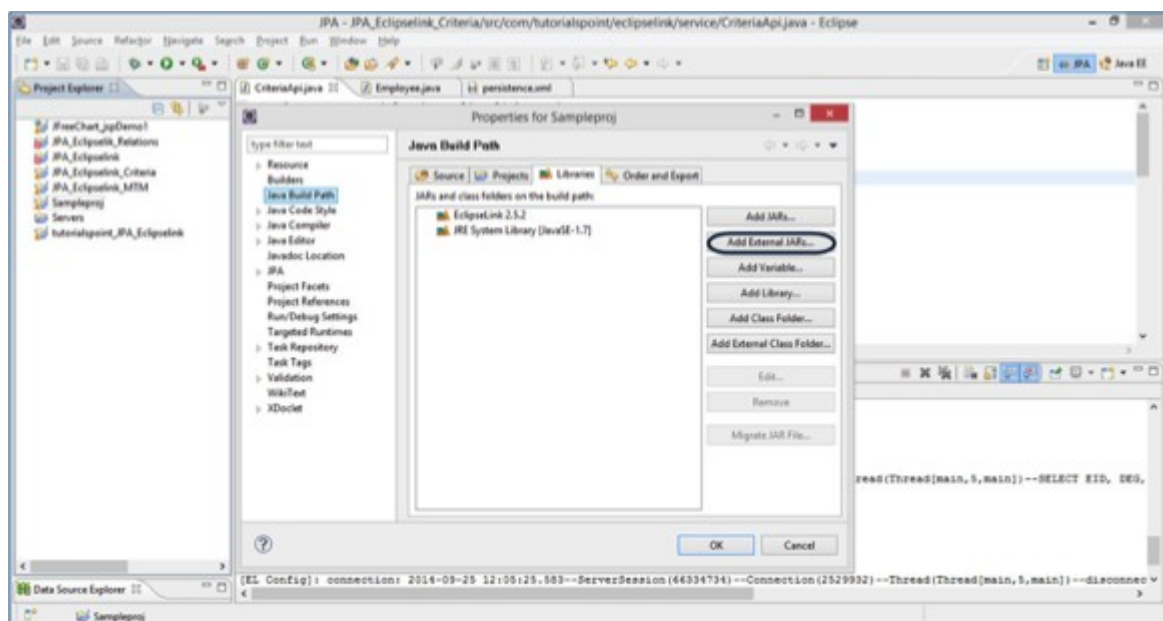 JPA - JPA_Eclipselink_Criteria/src/com/tutorialspoint/eclipselink/service/CriteriaApi.java - Eclipse
File Edit Source Refactor Navigate Search Project Run Window Help
JPA Java EE
Project Explorer
CriteriaApi.java Employee.java persistence.xml
JFreeChart_jspDemo1
JPA_Eclipselik_Relations
JPA_Eclipselink
JPA_Eclipselink_Criteria
JPA_Eclipselink_MTM
Sampleproj
Servers
tutorialspoint_JPA_Eclipselink
Properties for Sampleproj
type filter text
Resource
Builders
Java Build Path
Java Code Style
Java Compiler
Java Editor
Javadoc Location
JPA
Project Facets
Project References
Run/Debug Settings
Targeted Runtimes
Task Repository
Task Tags
Validation
WikiText
XDoclet
Java Build Path
Source Projects Libraries Order and Export
JARs and class folders on the build path:
EclipseLink 2.5.2
JRE System Library [JavaSE-1.7]
Add JARs...
Add External JARs...
Add Variable...
Add Library...
Add Class Folder...
Add External Class Folder...
Edit...
Remove
Migrate JAR File...
OK Cancel
read(Thread[main,5,main])--SELECT EID, DEG,
[EL Config]: connection: 2014-09-25 12:05:25.583--ServerSession(66334734)--Connection(2529932)--Thread(Thread[main,5,main])--disconnec
Data Source Explorer
Sampleproj